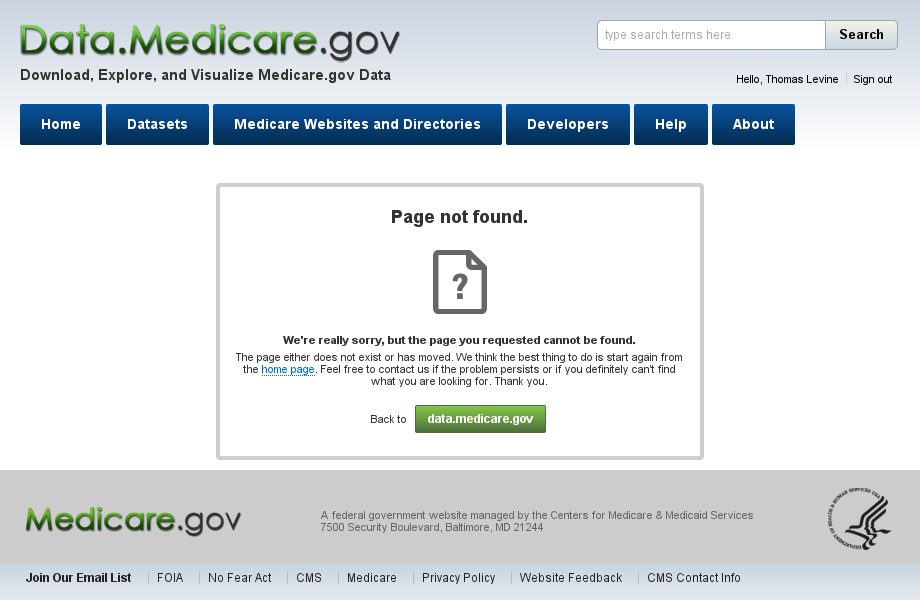 Data.Medicare.gov
type search terms here
Search
Download, Explore, and Visualize Medicare.gov Data
Hello, Thomas Levine
Sign out
Home
Datasets
Medicare Websites and Directories
Developers
Help
About
Page not found.
?
We're really sorry, but the page you requested cannot be found.
The page either does not exist or has moved. We think the best thing to do is start again from
the home page. Feel free to contact us if the problem persists or if you definitely can't find
what you are looking for. Thank you.
Back to
data.medicare.gov
Medicare.gov
A federal government website managed by the Centers for Medicare & Medicaid Services
7500 Security Boulevard, Baltimore, MD 21244
DEPARTMENT OF HEALTH & HUMAN SERVICES USA
Join Our Email List
FOIA
No Fear Act
CMS
Medicare
Privacy Policy
Website Feedback
CMS Contact Info